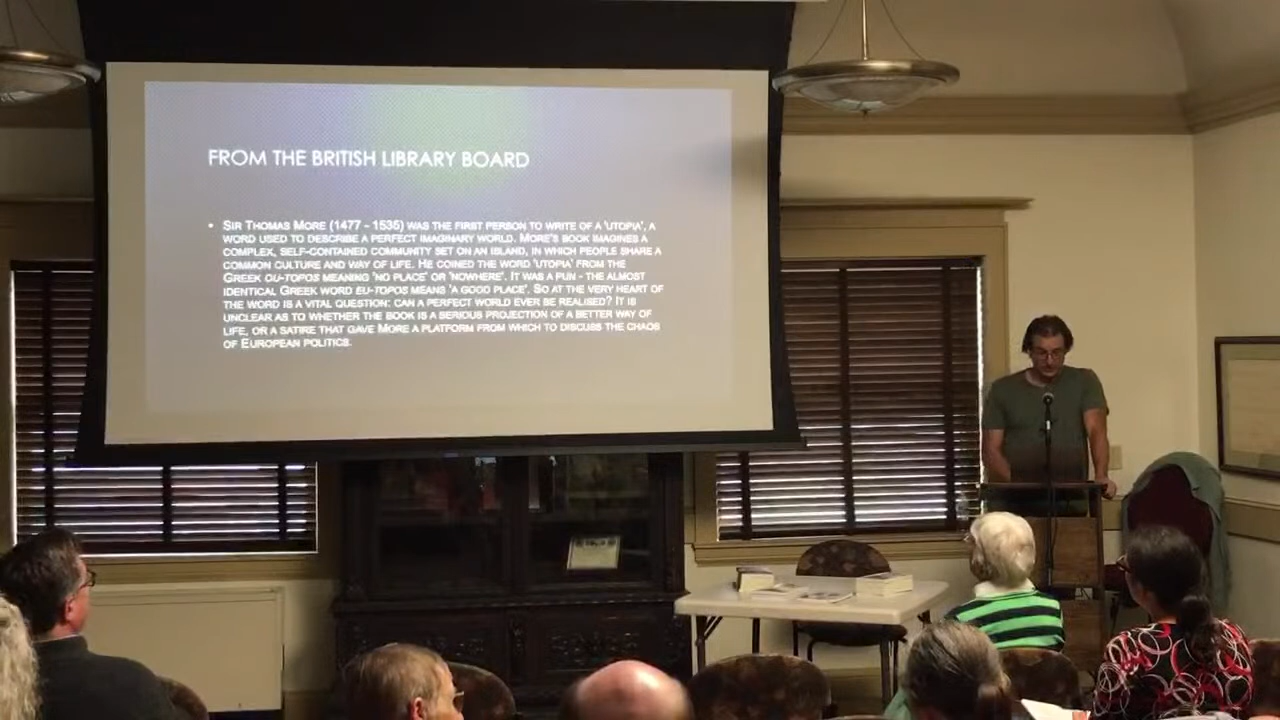 FROM THE BRITISH LIBRARY BOARD
• SIR THOMAS MORE (1477 - 1535) WAS THE FIRST PERSON TO WRITE OF A 'UTOPIA', A
WORD USED TO DESCRIBE A PERFECT IMAGINARY WORLD. MORE'S BOOK IMAGINES A
COMPLEX, SELF-CONTAINED COMMUNITY SET ON AN ISLAND, IN WHICH PEOPLE SHARE A
COMMON CULTURE AND WAY OF LIFE. HE COINED THE WORD 'UTOPIA' FROM THE
GREEK OU-TOPOS MEANING 'NO PLACE' OR 'NOWHERE'. IT WAS A PUN - THE ALMOST
IDENTICAL GREEK WORD EU-TOPOS MEANS 'A GOOD PLACE'. SO AT THE VERY HEART OF
THE WORD IS A VITAL QUESTION: CAN A PERFECT WORLD EVER BE REALISED? IT IS
UNCLEAR AS TO WHETHER THE BOOK IS A SERIOUS PROJECTION OF A BETTER WAY OF
LIFE, OR A SATIRE THAT GAVE MORE A PLATFORM FROM WHICH TO DISCUSS THE CHAOS
OF EUROPEAN POLITICS.